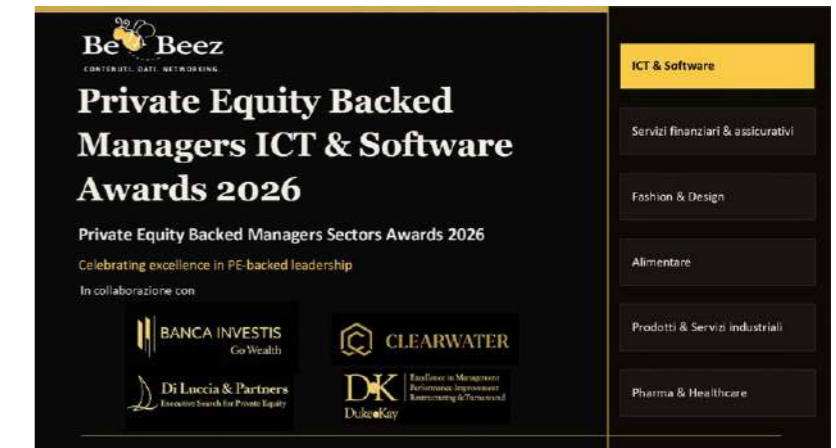 Be Beez
CONTENUTI. DATI. NETWORKING.
Private Equity Backed
Managers ICT & Software
Awards 2026
Private Equity Backed Managers Sectors Awards 2026
Celebrating excellence in PE-backed leadership
In collaborazione con
BANCA INVESTIS
Go Wealth
CLEARWATER
Di Luccia & Partners
Executive Search for Private Equity
DK
Excellence in Management
Performance Improvement
Restructuring & Turnaround
Duke&Kay
ICT & Software
Servizi finanziari & assicurativi
Fashion & Design
Alimentare
Prodotti & Servizi industriali
Pharma & Healthcare